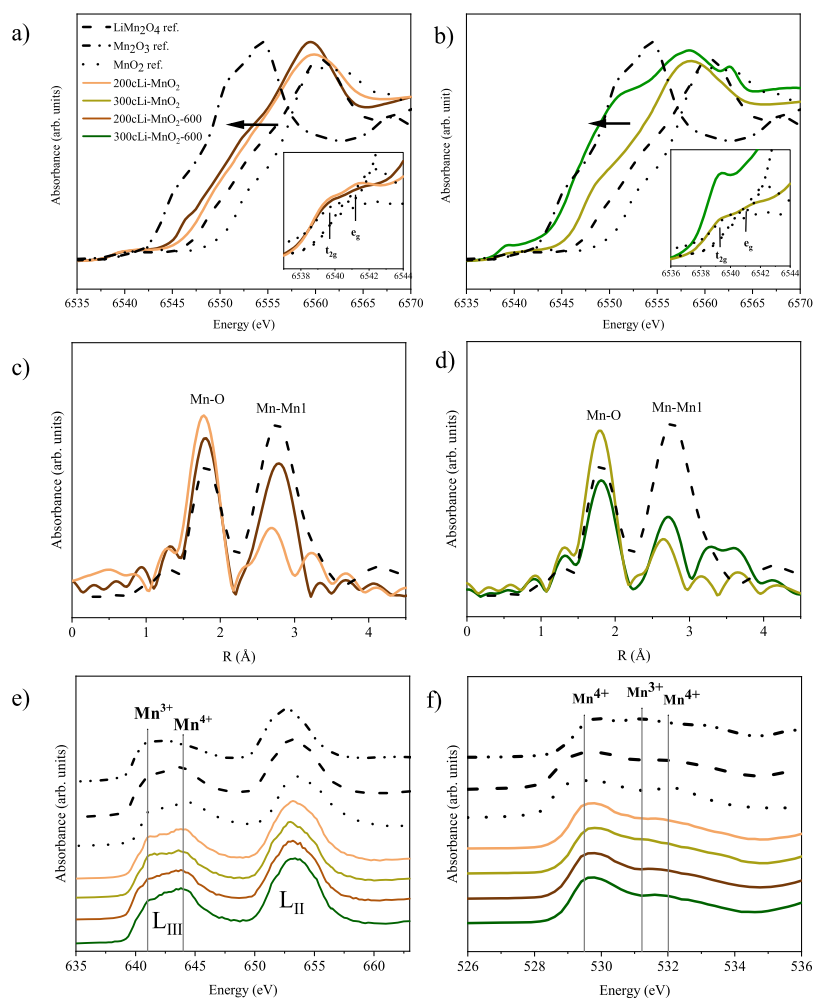 a)
LiMn₂O₄ ref.
Mn₂O₃ ref.
MnO₂ ref.
200cLi-MnO₂
300cLi-MnO₂
200cLi-MnO₂-600
300cLi-MnO₂-600
Absorbance (arb. units)
t₂g
e_g
6536 6538 6540 6542 6544
6535 6540 6545 6550 6555 6560 6565 6570
Energy (eV)
b)
Absorbance (arb. unit)
t₂g
e_g
6536 6538 6540 6542 6544
6535 6540 6545 6550 6555 6560 6565 6570
Energy (eV)
c)
Mn-O
Mn-Mn1
Absorbance (arb. units)
0 1 2 3 4
R (Å)
d)
Mn-O
Mn-Mn1
Absorbance (arb. units)
0 1 2 3 4
R (Å)
e)
Mn³⁺
Mn⁴⁺
Absorbance (arb. units)
L_III
L_II
635 640 645 650 655 660
Energy (eV)
f)
Mn⁴⁺
Mn³⁺
Mn⁴⁺
Absorbance (arb. units)
526 528 530 532 534 536
Energy (eV)